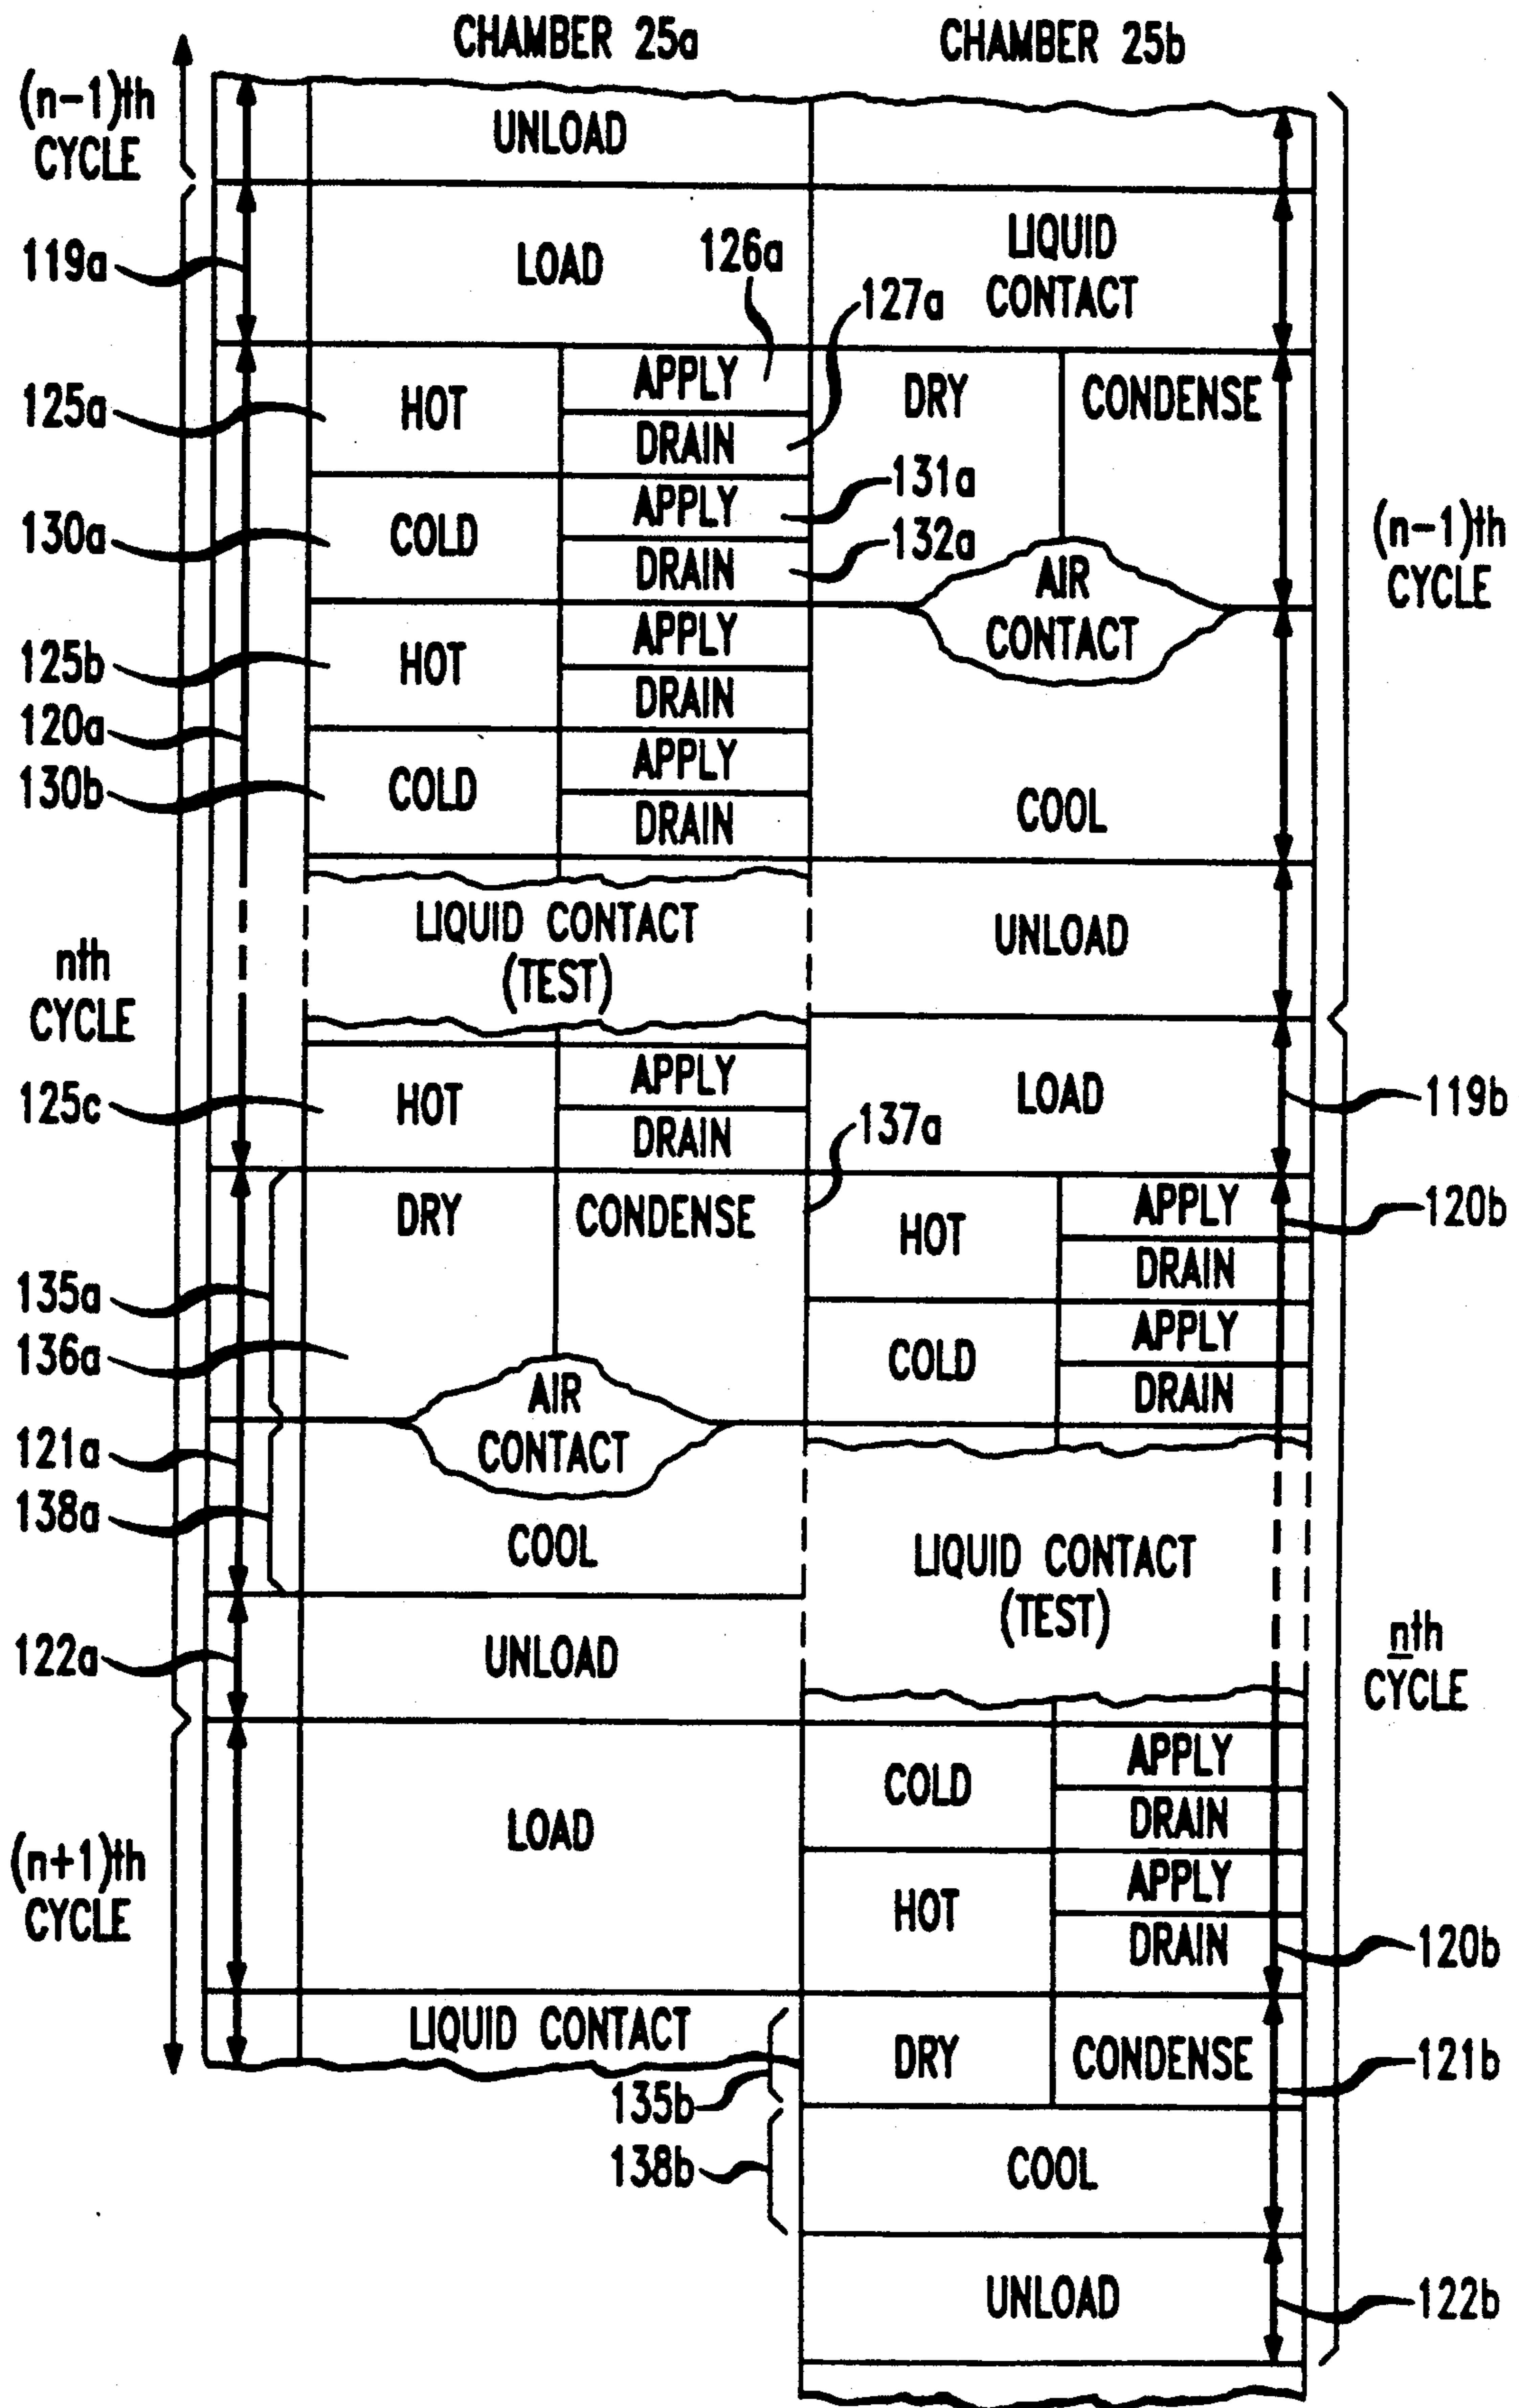 CHAMBER 25a
CHAMBER 25b
(n-1)th
CYCLE
UNLOAD
119a
LOAD
126a
LIQUID
CONTACT
127a
125a
HOT
APPLY
DRAIN
DRY
CONDENSE
130a
COLD
APPLY
DRAIN
131a
132a
AIR
CONTACT
(n-1)th
CYCLE
125b
HOT
APPLY
DRAIN
120a
130b
COLD
APPLY
DRAIN
COOL
nth
CYCLE
LIQUID CONTACT
(TEST)
UNLOAD
125c
HOT
APPLY
DRAIN
LOAD
119b
137a
DRY
CONDENSE
HOT
APPLY
DRAIN
120b
135a
136a
COLD
APPLY
DRAIN
AIR
CONTACT
121a
138a
COOL
LIQUID CONTACT
(TEST)
122a
UNLOAD
nth
CYCLE
COLD
APPLY
DRAIN
LOAD
(n+1)th
CYCLE
HOT
APPLY
DRAIN
120b
LIQUID CONTACT
135b
DRY
CONDENSE
121b
138b
COOL
UNLOAD
122b